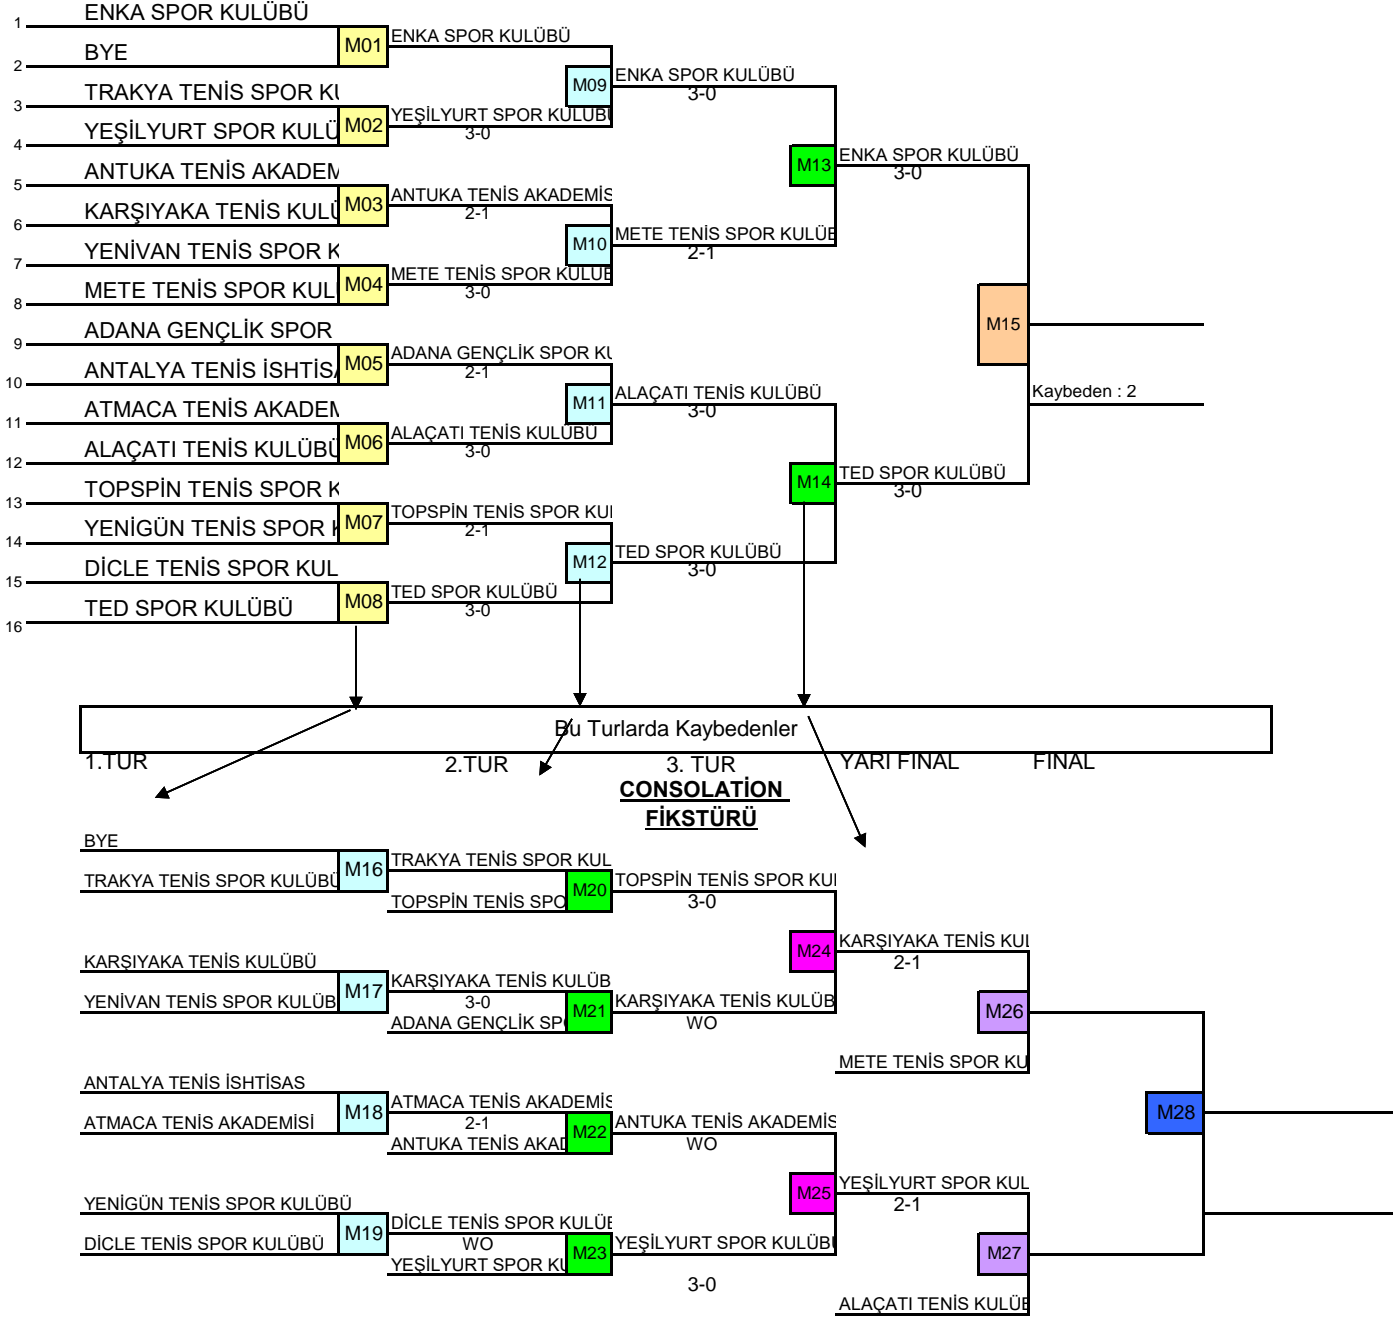 1 ENKA SPOR KULÜBÜ
M01 ENKA SPOR KULÜBÜ
2 BYE
M09 ENKA SPOR KULÜBÜ
3-0
3 TRAKYA TENİS SPOR KU
M02 YEŞİLYURT SPOR KULÜBÜ
3-0
4 YEŞİLYURT SPOR KULÜ
M13 ENKA SPOR KULÜBÜ
3-0
5 ANTUKA TENİS AKADEM
M03 ANTUKA TENİS AKADEMİS
2-1
6 KARŞIYAKA TENİS KULÜ
M10 METE TENİS SPOR KULÜB
2-1
7 YENİVAN TENİS SPOR K
M04 METE TENİS SPOR KULÜB
3-0
8 METE TENİS SPOR KUL
M15
9 ADANA GENÇLİK SPOR
M05 ADANA GENÇLİK SPOR KU
2-1
10 ANTALYA TENİS İSHTİSA
M11 ALAÇATI TENİS KULÜBÜ
3-0
Kaybeden : 2
11 ATMACA TENİS AKADEM
M06 ALAÇATI TENİS KULÜBÜ
3-0
12 ALAÇATI TENİS KULÜBÜ
M14 TED SPOR KULÜBÜ
3-0
13 TOPSPİN TENİS SPOR K
M07 TOPSPİN TENİS SPOR KUL
2-1
14 YENİGÜN TENİS SPOR K
M12 TED SPOR KULÜBÜ
3-0
15 DİCLE TENİS SPOR KUL
M08 TED SPOR KULÜBÜ
3-0
16 TED SPOR KULÜBÜ
Bu Turlarda Kaybedenler
1.TUR 2.TUR 3. TUR YARI FİNAL FİNAL
CONSOLATİON
FİKSTÜRÜ
BYE
M16 TRAKYA TENİS SPOR KUL
TRAKYA TENİS SPOR KULÜBÜ
M20 TOPSPİN TENİS SPOR KUL
3-0
TOPSPİN TENİS SPO
M24 KARŞIYAKA TENİS KUL
2-1
KARŞIYAKA TENİS KULÜBÜ
M17 KARŞIYAKA TENİS KULÜB
3-0
YENİVAN TENİS SPOR KULÜB
M21 KARŞIYAKA TENİS KULÜB
WO
ADANA GENÇLİK SPO
M26
METE TENİS SPOR KU
ANTALYA TENİS İSHTİSAS
M18 ATMACA TENİS AKADEMİS
2-1
M28
ATMACA TENİS AKADEMİSİ
M22 ANTUKA TENİS AKADEMİS
WO
ANTUKA TENİS AKAD
M25 YEŞİLYURT SPOR KUL
2-1
YENİGÜN TENİS SPOR KULÜBÜ
M19 DİCLE TENİS SPOR KULÜB
WO
DİCLE TENİS SPOR KULÜBÜ
M23 YEŞİLYURT SPOR KULÜBÜ
3-0
YEŞİLYURT SPOR KU
M27
ALAÇATI TENİS KULÜB